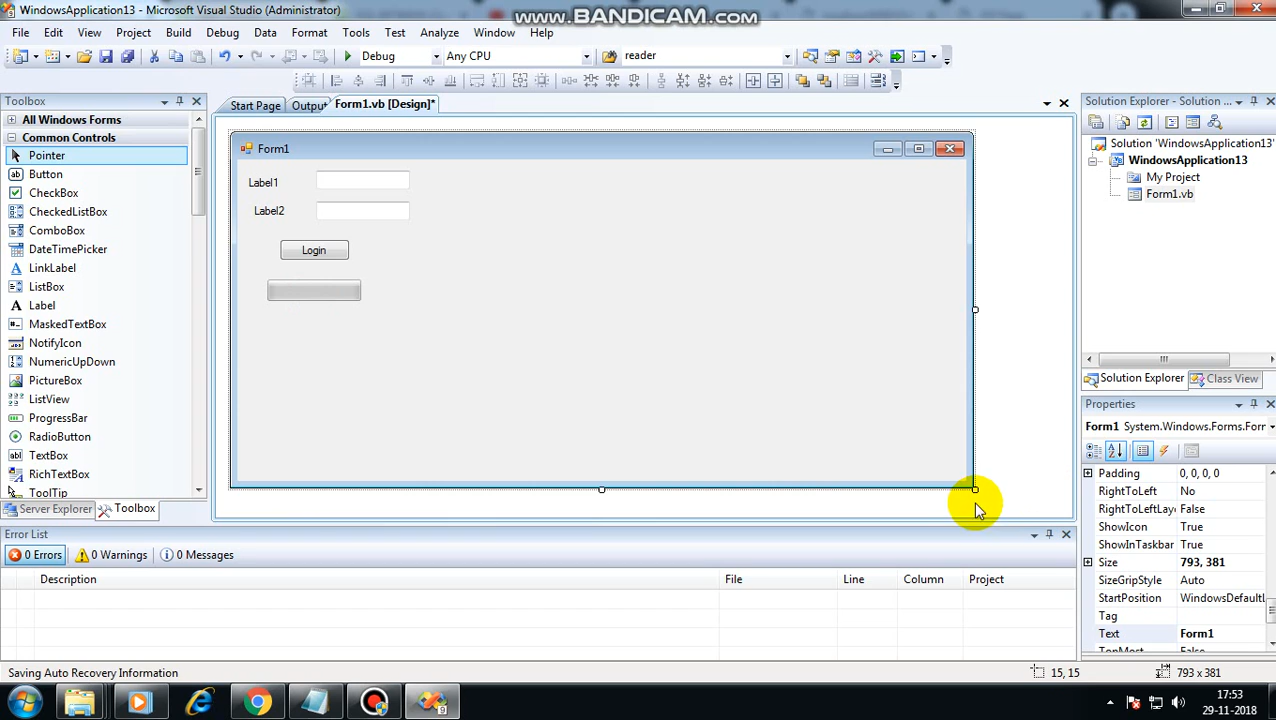 WindowsApplication13 - Microsoft Visual Studio (Administrator)
www.BANDICAM.com
File Edit View Project Build Debug Data Format Tools Test Analyze Window Help
Debug Any CPU reader
Toolbox
Start Page Output Form1.vb [Design]*
Solution Explorer - Solution ...
All Windows Forms
Common Controls
Pointer
Button
CheckBox
CheckedListBox
ComboBox
DateTimePicker
LinkLabel
ListBox
Label
MaskedTextBox
NotifyIcon
NumericUpDown
PictureBox
ListView
ProgressBar
RadioButton
TextBox
RichTextBox
ToolTip
Server Explorer Toolbox
Form1
Label1
Label2
Login
Solution 'WindowsApplication13'
WindowsApplication13
My Project
Form1.vb
Solution Explorer Class View
Properties
Form1 System.Windows.Forms.Forr
Padding 0, 0, 0, 0
RightToLeft No
RightToLeftLay False
ShowIcon True
ShowInTaskbar True
Size 793, 381
SizeGripStyle Auto
StartPosition WindowsDefaultL
Tag
Text Form1
Error List
0 Errors 0 Warnings 0 Messages
Description File Line Column Project
Saving Auto Recovery Information 15, 15 793 x 381
17:53
29-11-2018